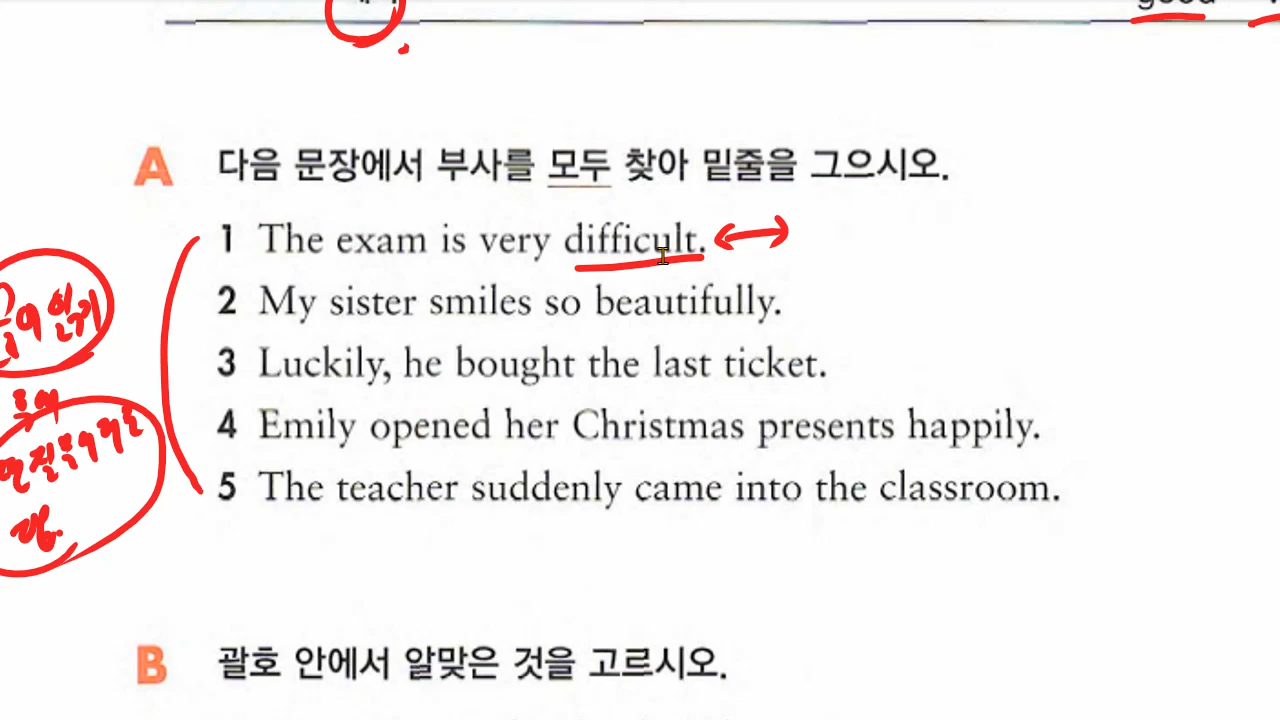 good
A 다음 문장에서 부사를 모두 찾아 밑줄을 그으시오.
1 The exam is very difficult.
2 My sister smiles so beautifully.
3 Luckily, he bought the last ticket.
4 Emily opened her Christmas presents happily.
5 The teacher suddenly came into the classroom.
B 괄호 안에서 알맞은 것을 고르시오.